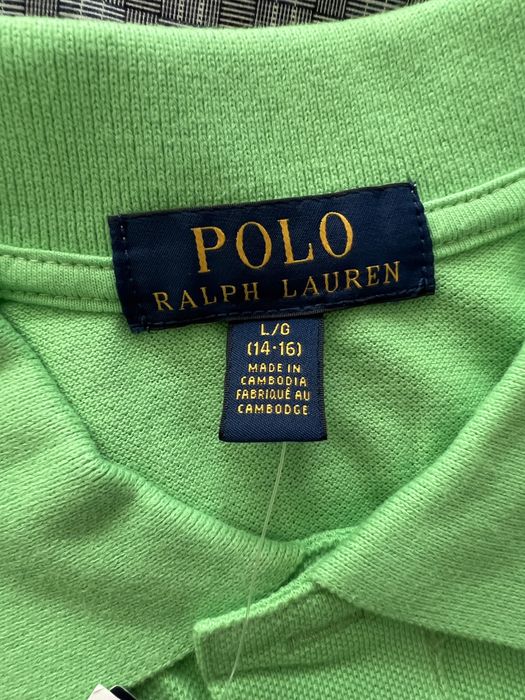 POLO
RALPH LAUREN
L/G
(14-16)
MADE IN
CAMBODIA
FABRIQUÉ AU
CAMBODGE